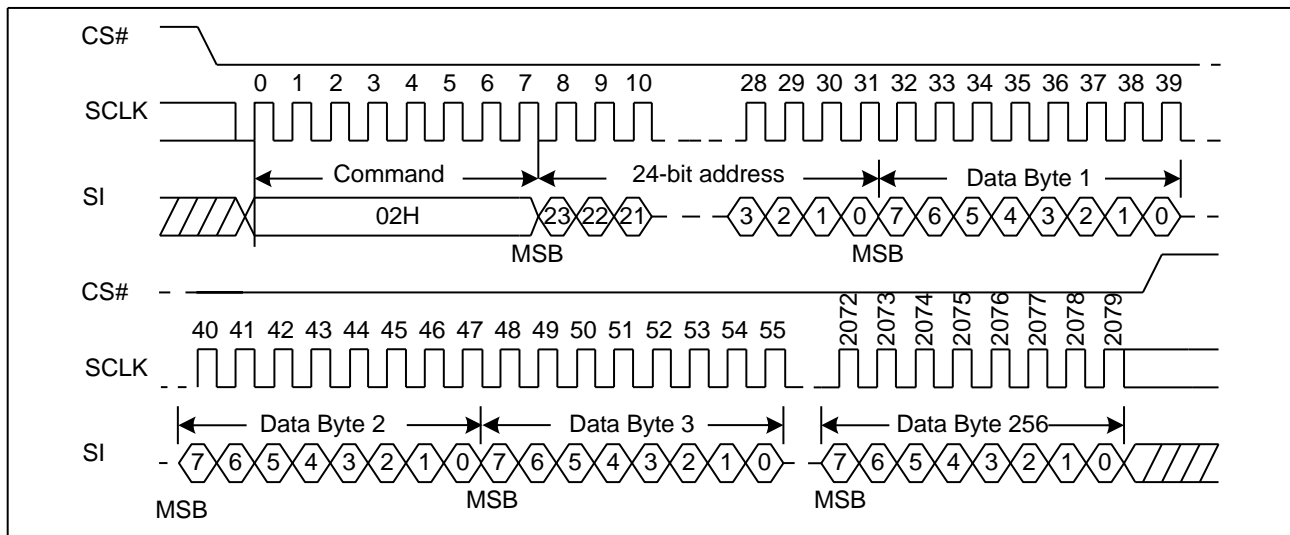 CS#
0 1 2 3 4 5 6 7 8 9 10 28 29 30 31 32 33 34 35 36 37 38 39
SCLK
Command 24-bit address Data Byte 1
SI
02H 23 22 21 3 2 1 0 7 6 5 4 3 2 1 0
MSB MSB
CS#
2072 2073 2074 2075 2076 2077 2078 2079
40 41 42 43 44 45 46 47 48 49 50 51 52 53 54 55
SCLK
Data Byte 2 Data Byte 3 Data Byte 256
SI
7 6 5 4 3 2 1 0 7 6 5 4 3 2 1 0 7 6 5 4 3 2 1 0
MSB MSB MSB